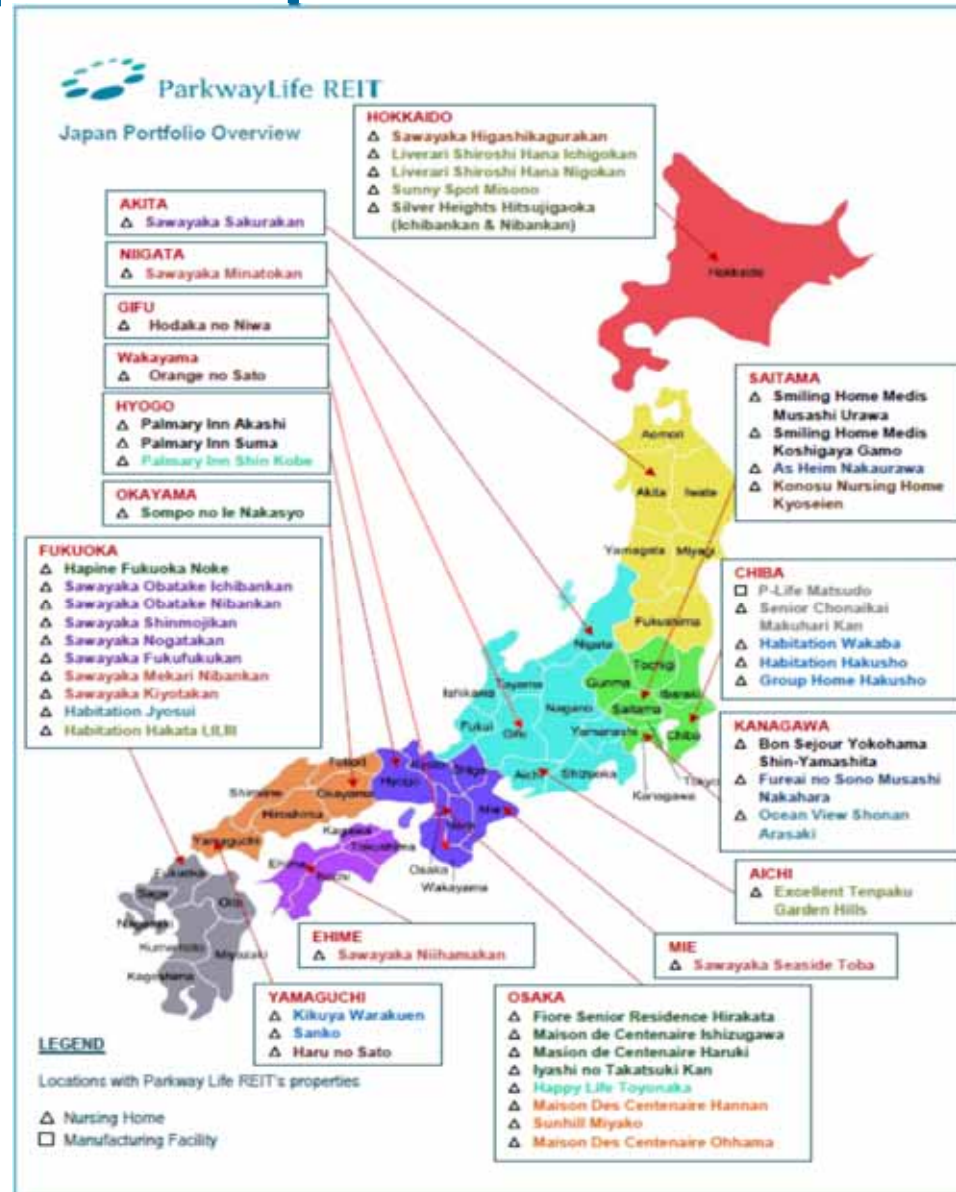 ParkwayLife REIT
Japan Portfolio Overview
HOKKAIDO
△ Sawayaka Higashikagurakan
△ Liverari Shiroshi Hana Ichigokan
△ Liverari Shiroshi Hana Nigokan
△ Sunny Spot Misono
△ Silver Heights Hitsujigaoka
(Ichibankan & Nibankan)
AKITA
△ Sawayaka Sakurakan
NIIGATA
△ Sawayaka Minatokan
GIFU
△ Hodaka no Niwa
Wakayama
△ Orange no Sato
HYOGO
△ Palmary Inn Akashi
△ Palmary Inn Suma
△ Palmary Inn Shin Kobe
OKAYAMA
△ Sompo no Ie Nakasyo
FUKUOKA
△ Hapine Fukuoka Noke
△ Sawayaka Obatake Ichibankan
△ Sawayaka Obatake Nibankan
△ Sawayaka Shinmojikan
△ Sawayaka Nogatakan
△ Sawayaka Fukufukukan
△ Sawayaka Mekari Nibankan
△ Sawayaka Kiyotakan
△ Habitation Jyosui
△ Habitation Hakata I,II,III
SAITAMA
△ Smiling Home Medis
Musashi Urawa
△ Smiling Home Medis
Koshigaya Gamo
△ As Heim Nakaurawa
△ Konosu Nursing Home
Kyoseien
CHIBA
□ P-Life Matsudo
△ Senior Chonaikai
Makuhari Kan
△ Habitation Wakaba
△ Habitation Hakusho
△ Group Home Hakusho
KANAGAWA
△ Bon Sejour Yokohama
Shin-Yamashita
△ Fureai no Sono Musashi
Nakahara
△ Ocean View Shonan
Arasaki
AICHI
△ Excellent Tenpaku
Garden Hills
MIE
△ Sawayaka Seaside Toba
EHIME
△ Sawayaka Niihamakan
YAMAGUCHI
△ Kikuya Warakuen
△ Sanko
△ Haru no Sato
OSAKA
△ Fiore Senior Residence Hirakata
△ Maison de Centenaire Ishizugawa
△ Masion de Centenaire Haruki
△ Iyashi no Takatsuki Kan
△ Happy Life Toyonaka
△ Maison Des Centenaire Hannan
△ Sunhill Miyako
△ Maison Des Centenaire Ohhama
Hokkaido
Aomori
Akita
Iwate
Yamagata
Miyagi
Fukushima
Niigata
Tochigi
Gunma
Ibaraki
Saitama
Ishikawa
Toyama
Nagano
Fukui
Gifu
Yamanashi
Chiba
Tokyo
Kanagawa
Aichi
Shizuoka
Tottori
Kyoto
Shiga
Hyogo
Shimane
Okayama
Hiroshima
Mie
Nara
Yamaguchi
Kagawa
Tokushima
Ehime
Kochi
Osaka
Wakayama
Fukuoka
Saga
Oita
Nagasaki
Kumamoto
Miyazaki
Kagoshima
LEGEND
Locations with Parkway Life REIT's properties
△ Nursing Home
□ Manufacturing Facility